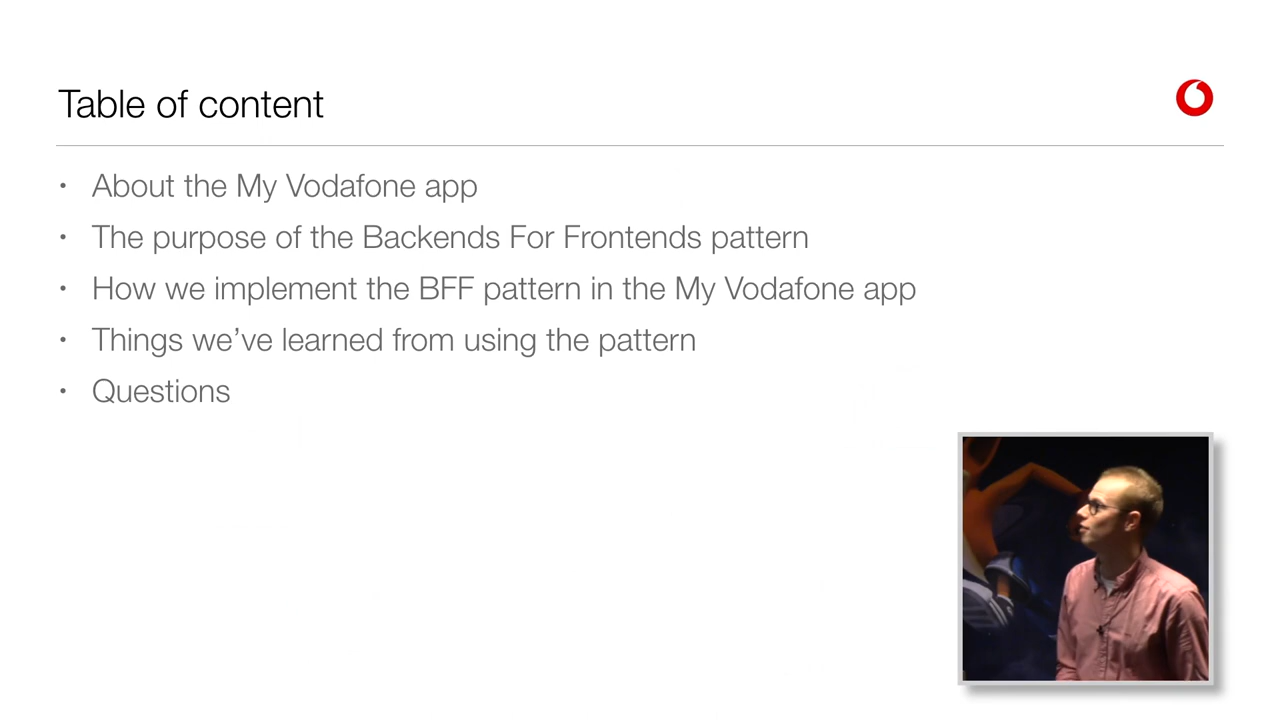 Table of content
• About the My Vodafone app
• The purpose of the Backends For Frontends pattern
• How we implement the BFF pattern in the My Vodafone app
• Things we’ve learned from using the pattern
• Questions